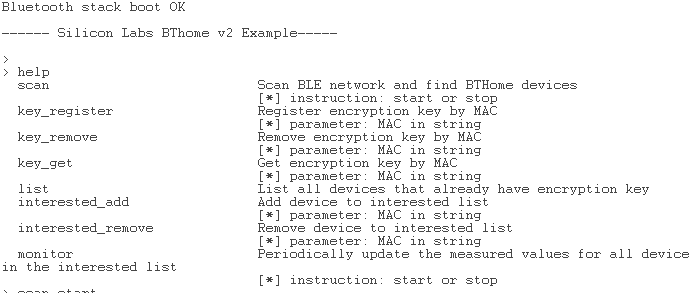 Bluetooth stack boot OK
------ Silicon Labs BThome v2 Example-----
>
> help
scan Scan BLE network and find BTHome devices
[*] instruction: start or stop
key_register Register encryption key by MAC
[*] parameter: MAC in string
key_remove Remove encryption key by MAC
[*] parameter: MAC in string
key_get Get encryption key by MAC
[*] parameter: MAC in string
list List all devices that already have encryption key
interested_add Add device to interested list
[*] parameter: MAC in string
interested_remove Remove device to interested list
[*] parameter: MAC in string
monitor Periodically update the measured values for all device
in the interested list
[*] instruction: start or stop
> scan start